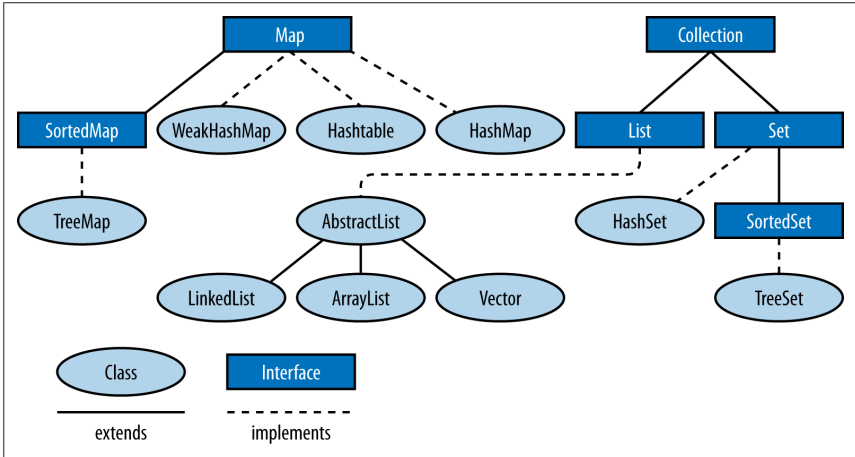 Map
Collection
SortedMap
WeakHashMap
Hashtable
HashMap
List
Set
TreeMap
AbstractList
HashSet
SortedSet
LinkedList
ArrayList
Vector
TreeSet
Class
Interface
extends
implements